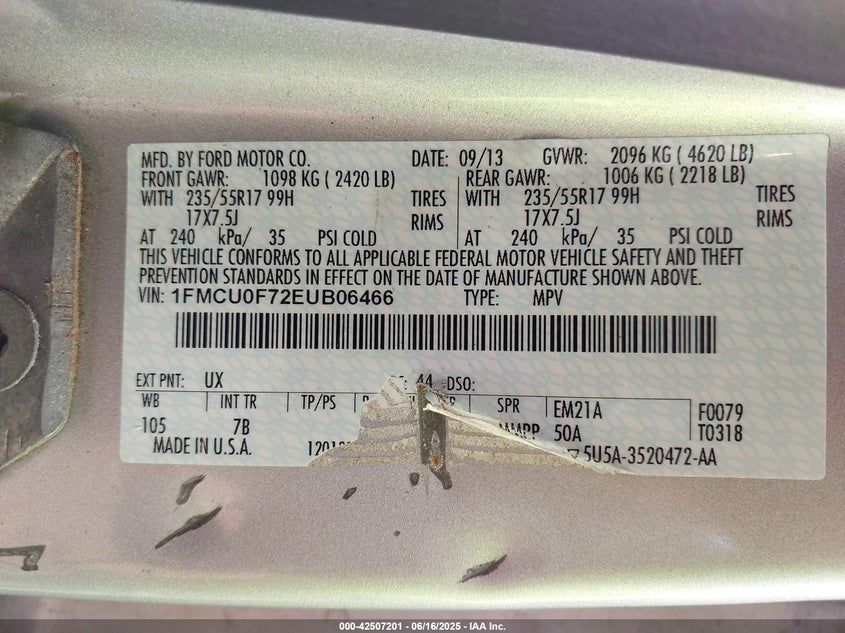 MFD. BY FORD MOTOR CO. DATE: 09/13 GVWR: 2096 KG ( 4620 LB)
FRONT GAWR: 1098 KG ( 2420 LB) REAR GAWR: 1006 KG ( 2218 LB)
WITH 235/55R17 99H TIRES WITH 235/55R17 99H TIRES
17X7.5J RIMS 17X7.5J RIMS
AT 240 kPa/ 35 PSI COLD AT 240 kPa/ 35 PSI COLD
THIS VEHICLE CONFORMS TO ALL APPLICABLE FEDERAL MOTOR VEHICLE SAFETY AND THEFT
PREVENTION STANDARDS IN EFFECT ON THE DATE OF MANUFACTURE SHOWN ABOVE.
VIN: 1FMCU0F72EUB06466 TYPE: MPV
EXT PNT: UX 44 DSO:
WB INT TR TP/PS SPR EM21A F0079
105 7B 50A T0318
MADE IN U.S.A. 5U5A-3520472-AA
000-42507201 - 06/16/2025 - IAA Inc.